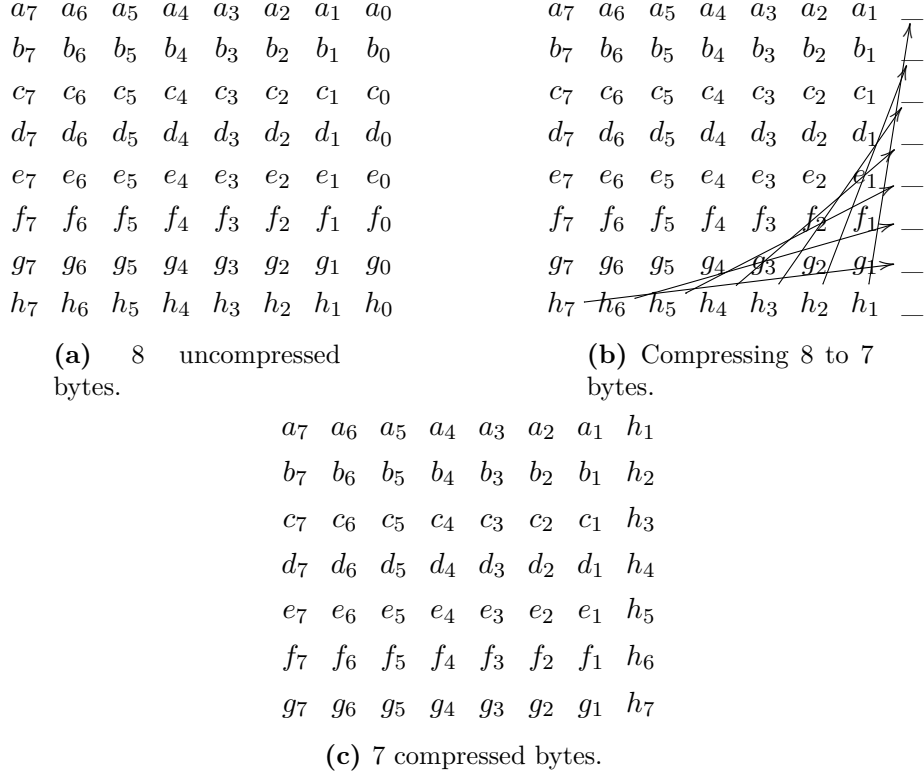 a₇ a₆ a₅ a₄ a₃ a₂ a₁ a₀
b₇ b₆ b₅ b₄ b₃ b₂ b₁ b₀
c₇ c₆ c₅ c₄ c₃ c₂ c₁ c₀
d₇ d₆ d₅ d₄ d₃ d₂ d₁ d₀
e₇ e₆ e₅ e₄ e₃ e₂ e₁ e₀
f₇ f₆ f₅ f₄ f₃ f₂ f₁ f₀
g₇ g₆ g₅ g₄ g₃ g₂ g₁ g₀
h₇ h₆ h₅ h₄ h₃ h₂ h₁ h₀
(a) 8 uncompressed
bytes.
a₇ a₆ a₅ a₄ a₃ a₂ a₁ _
b₇ b₆ b₅ b₄ b₃ b₂ b₁ _
c₇ c₆ c₅ c₄ c₃ c₂ c₁ _
d₇ d₆ d₅ d₄ d₃ d₂ d₁ _
e₇ e₆ e₅ e₄ e₃ e₂ e₁ _
f₇ f₆ f₅ f₄ f₃ f₂ f₁ _
g₇ g₆ g₅ g₄ g₃ g₂ g₁ _
h₇ h₆ h₅ h₄ h₃ h₂ h₁ _
(b) Compressing 8 to 7
bytes.
a₇ a₆ a₅ a₄ a₃ a₂ a₁ h₁
b₇ b₆ b₅ b₄ b₃ b₂ b₁ h₂
c₇ c₆ c₅ c₄ c₃ c₂ c₁ h₃
d₇ d₆ d₅ d₄ d₃ d₂ d₁ h₄
e₇ e₆ e₅ e₄ e₃ e₂ e₁ h₅
f₇ f₆ f₅ f₄ f₃ f₂ f₁ h₆
g₇ g₆ g₅ g₄ g₃ g₂ g₁ h₇
(c) 7 compressed bytes.